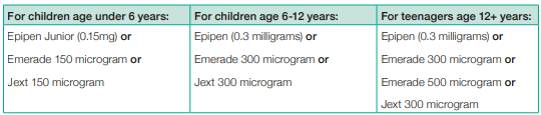 For children age under 6 years:
Epipen Junior (0.15mg) or
Emerade 150 microgram or
Jext 150 microgram
For children age 6-12 years:
Epipen (0.3 milligrams) or
Emerade 300 microgram or
Jext 300 microgram
For teenagers age 12+ years:
Epipen (0.3 milligrams) or
Emerade 300 microgram or
Emerade 500 microgram or
Jext 300 microgram